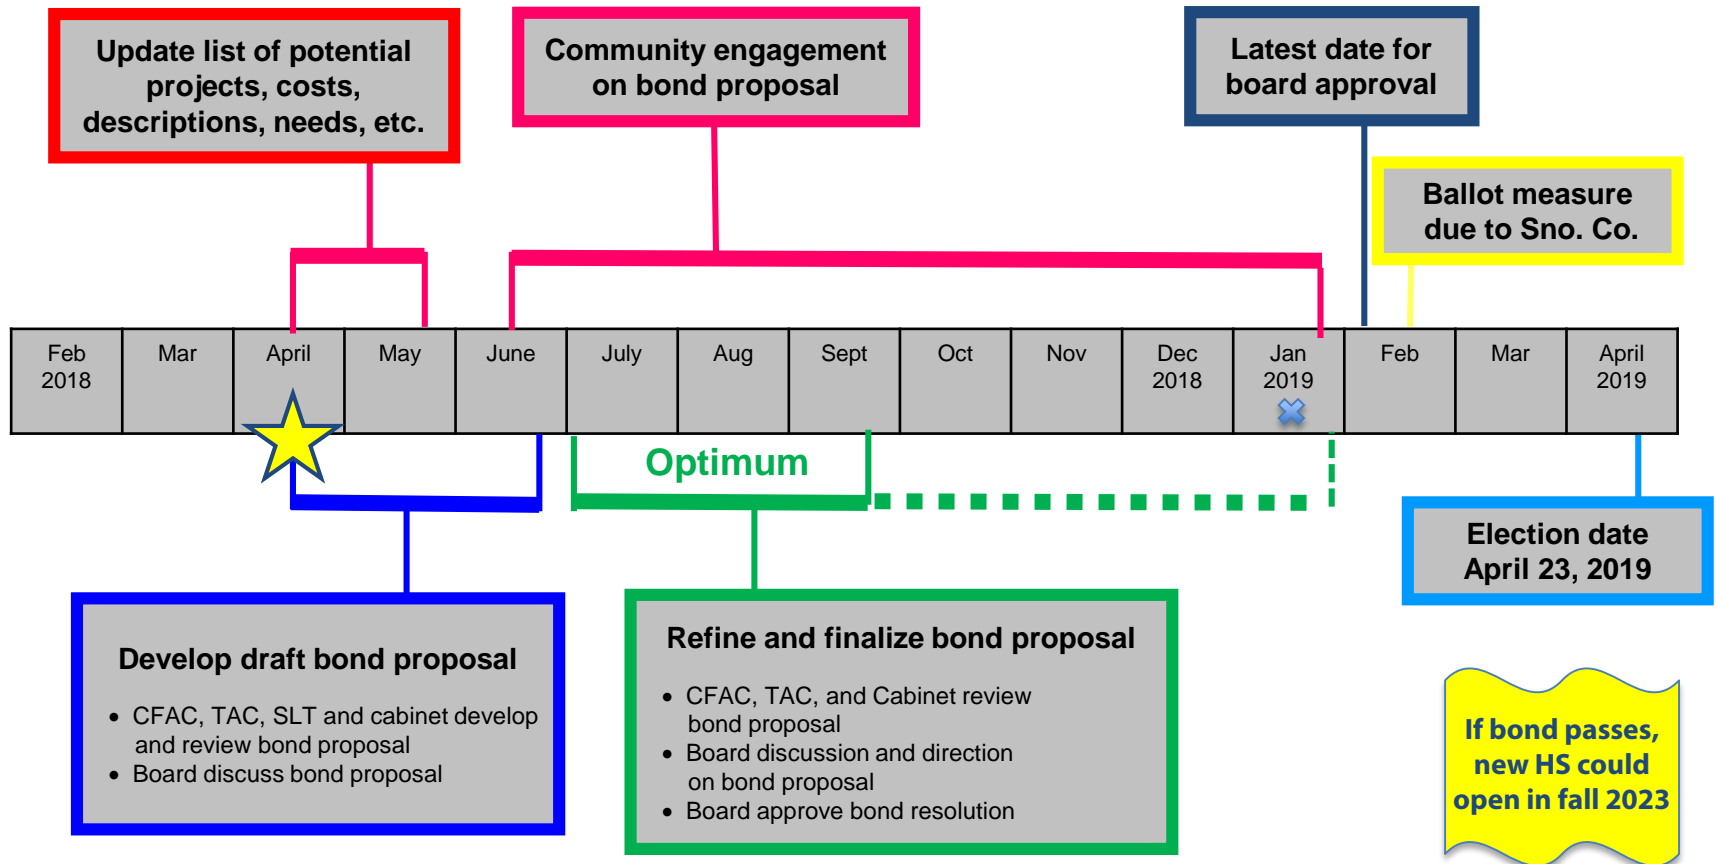 Update list of potential
projects, costs,
descriptions, needs, etc.
Community engagement
on bond proposal
Latest date for
board approval
Ballot measure
due to Sno. Co.
Feb
2018
Mar
April
May
June
July
Aug
Sept
Oct
Nov
Dec
2018
Jan
2019
Feb
Mar
April
2019
Optimum
Develop draft bond proposal
• CFAC, TAC, SLT and cabinet develop
and review bond proposal
• Board discuss bond proposal
Refine and finalize bond proposal
• CFAC, TAC, and Cabinet review
bond proposal
• Board discussion and direction
on bond proposal
• Board approve bond resolution
Election date
April 23, 2019
If bond passes,
new HS could
open in fall 2023